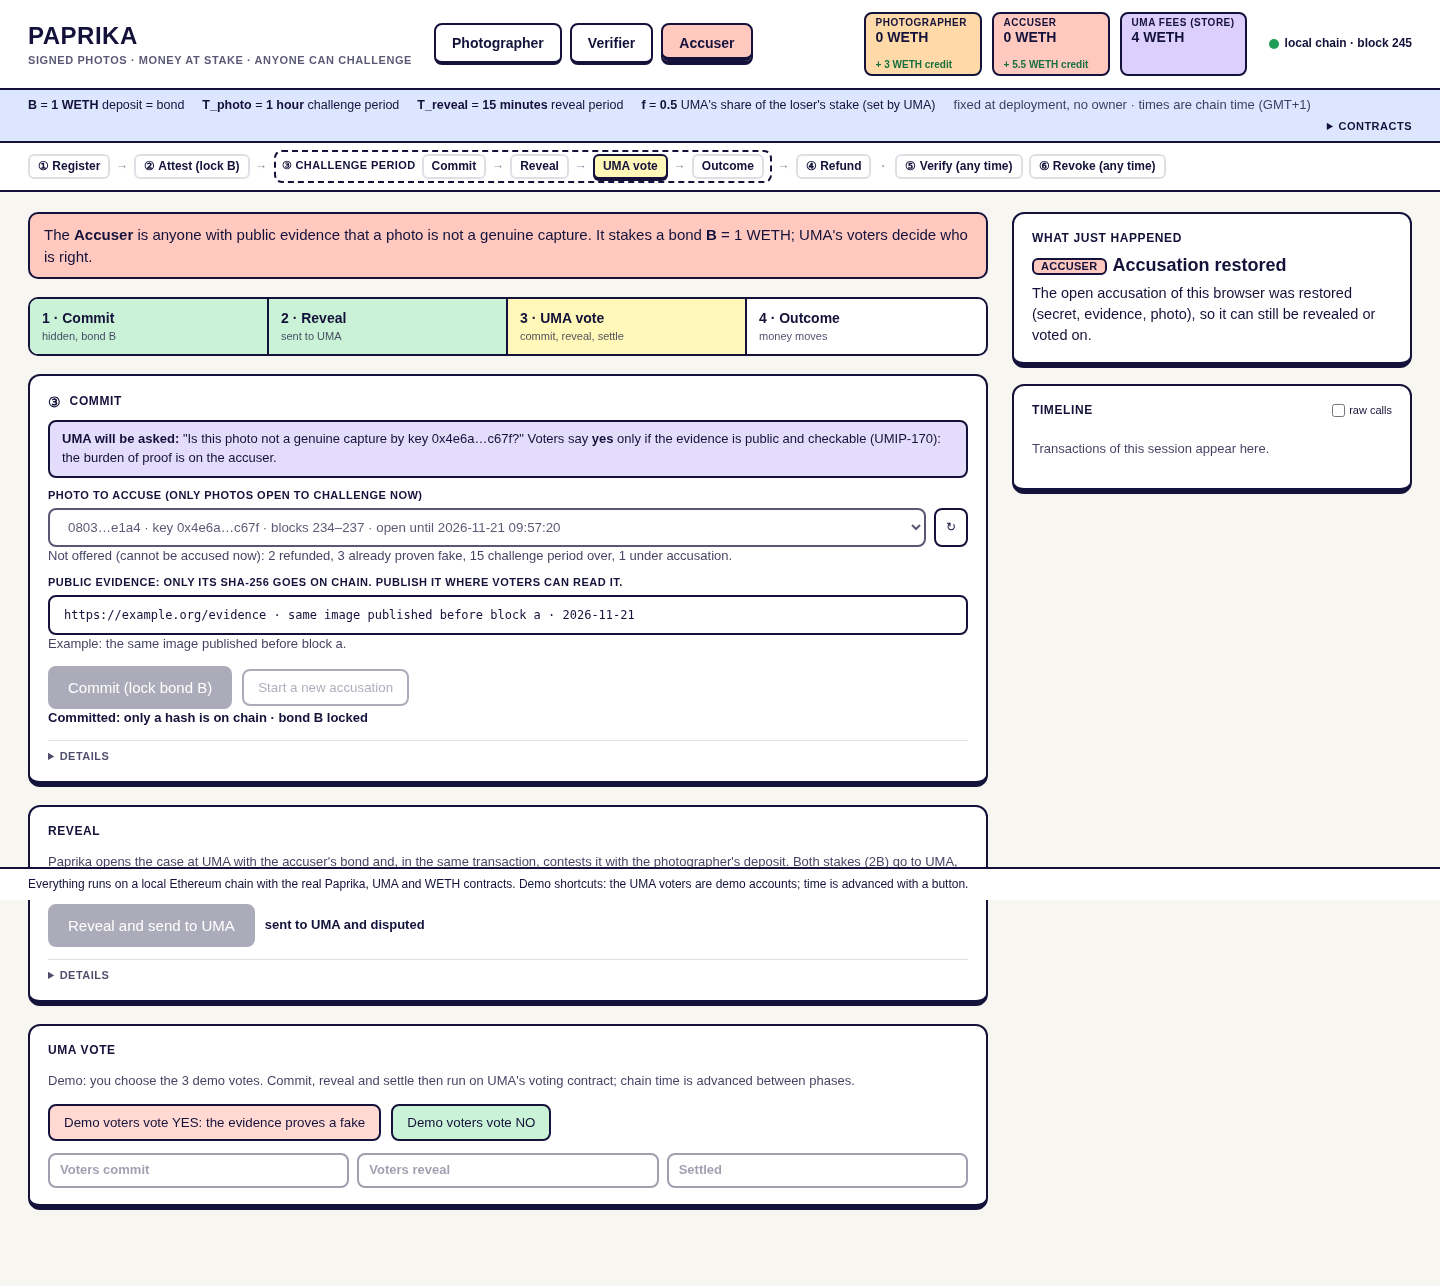 PAPRIKA
SIGNED PHOTOS · MONEY AT STAKE · ANYONE CAN CHALLENGE
Photographer
Verifier
Accuser
PHOTOGRAPHER
0 WETH
+ 3 WETH credit
ACCUSER
0 WETH
+ 5.5 WETH credit
UMA FEES (STORE)
4 WETH
local chain · block 245
B = 1 WETH deposit = bond T_photo = 1 hour challenge period T_reveal = 15 minutes reveal period f = 0.5 UMA's share of the loser's stake (set by UMA) fixed at deployment, no owner · times are chain time (GMT+1)
▸ CONTRACTS
① Register → ② Attest (lock B) → ③ CHALLENGE PERIOD Commit → Reveal → UMA vote → Outcome → ④ Refund · ⑤ Verify (any time) ⑥ Revoke (any time)
The Accuser is anyone with public evidence that a photo is not a genuine capture. It stakes a bond B = 1 WETH; UMA's voters decide who
is right.
1 · Commit
hidden, bond B
2 · Reveal
sent to UMA
3 · UMA vote
commit, reveal, settle
4 · Outcome
money moves
③ COMMIT
UMA will be asked: "Is this photo not a genuine capture by key 0x4e6a…c67f?" Voters say yes only if the evidence is public and checkable (UMIP-170):
the burden of proof is on the accuser.
PHOTO TO ACCUSE (ONLY PHOTOS OPEN TO CHALLENGE NOW)
0803…e1a4 · key 0x4e6a…c67f · blocks 234–237 · open until 2026-11-21 09:57:20
↻
Not offered (cannot be accused now): 2 refunded, 3 already proven fake, 15 challenge period over, 1 under accusation.
PUBLIC EVIDENCE: ONLY ITS SHA-256 GOES ON CHAIN. PUBLISH IT WHERE VOTERS CAN READ IT.
https://example.org/evidence · same image published before block a · 2026-11-21
Example: the same image published before block a.
Commit (lock bond B)
Start a new accusation
Committed: only a hash is on chain · bond B locked
▸ DETAILS
REVEAL
Paprika opens the case at UMA with the accuser's bond and, in the same transaction, contests it with the photographer's deposit. Both stakes (2B) go to UMA,
Everything runs on a local Ethereum chain with the real Paprika, UMA and WETH contracts. Demo shortcuts: the UMA voters are demo accounts; time is advanced with a button.
Reveal and send to UMA
sent to UMA and disputed
▸ DETAILS
UMA VOTE
Demo: you choose the 3 demo votes. Commit, reveal and settle then run on UMA's voting contract; chain time is advanced between phases.
Demo voters vote YES: the evidence proves a fake
Demo voters vote NO
Voters commit
Voters reveal
Settled
WHAT JUST HAPPENED
ACCUSER Accusation restored
The open accusation of this browser was restored
(secret, evidence, photo), so it can still be revealed or
voted on.
TIMELINE
raw calls
Transactions of this session appear here.